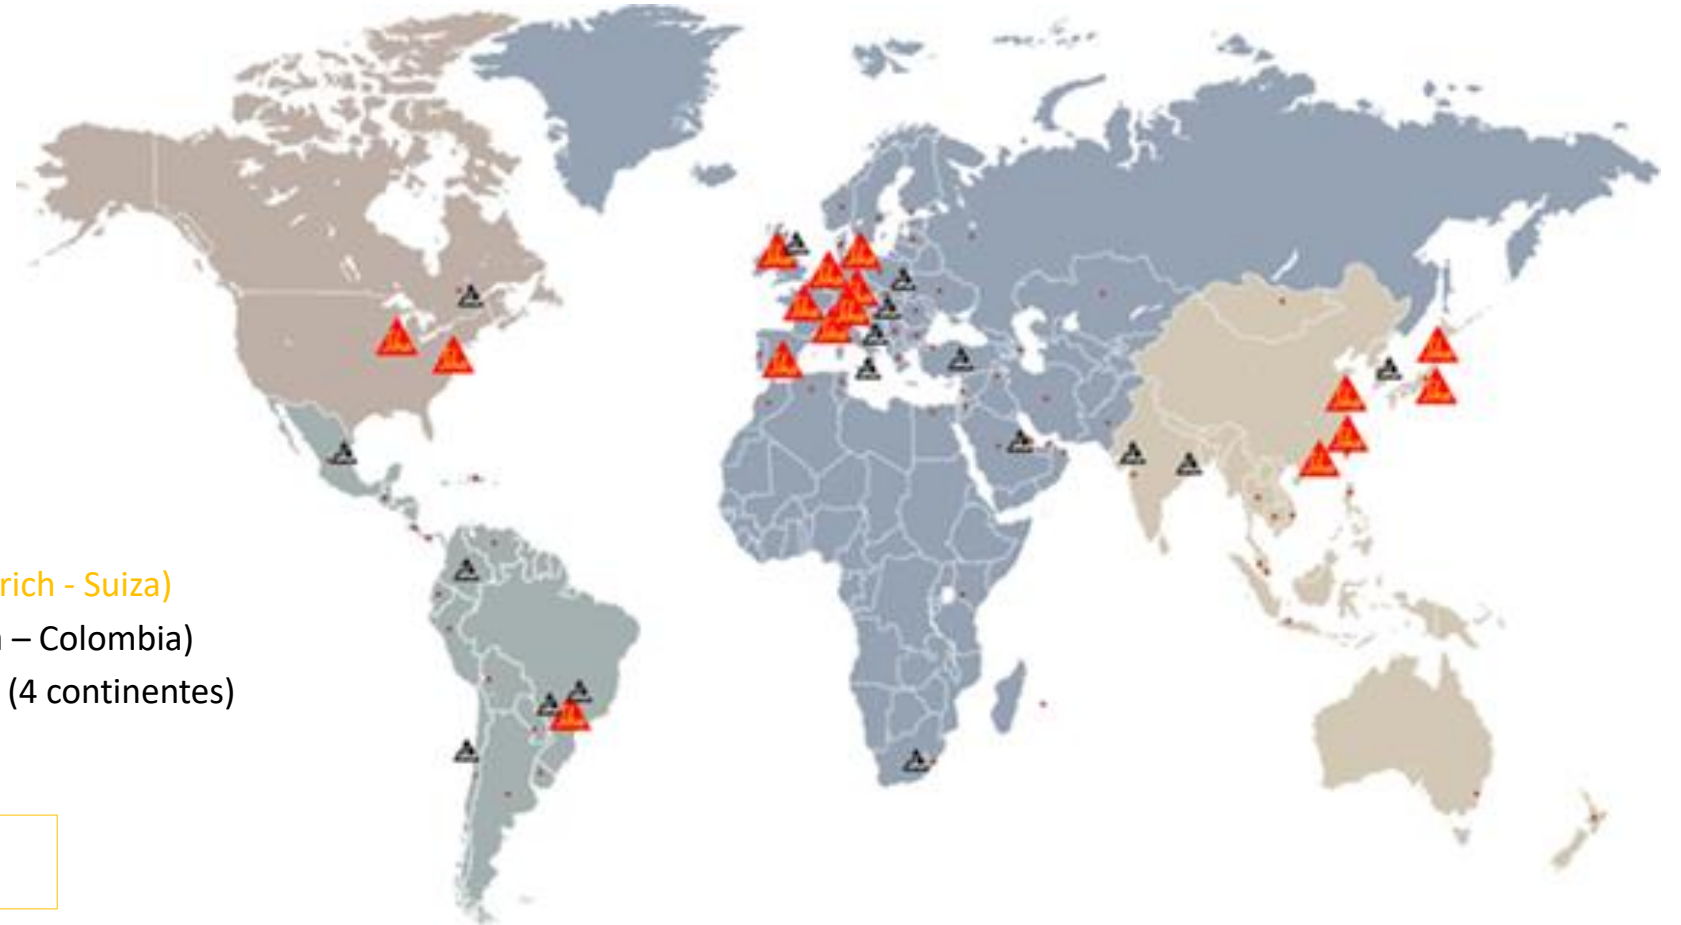 rich - Suiza)
– Colombia)
(4 continentes)